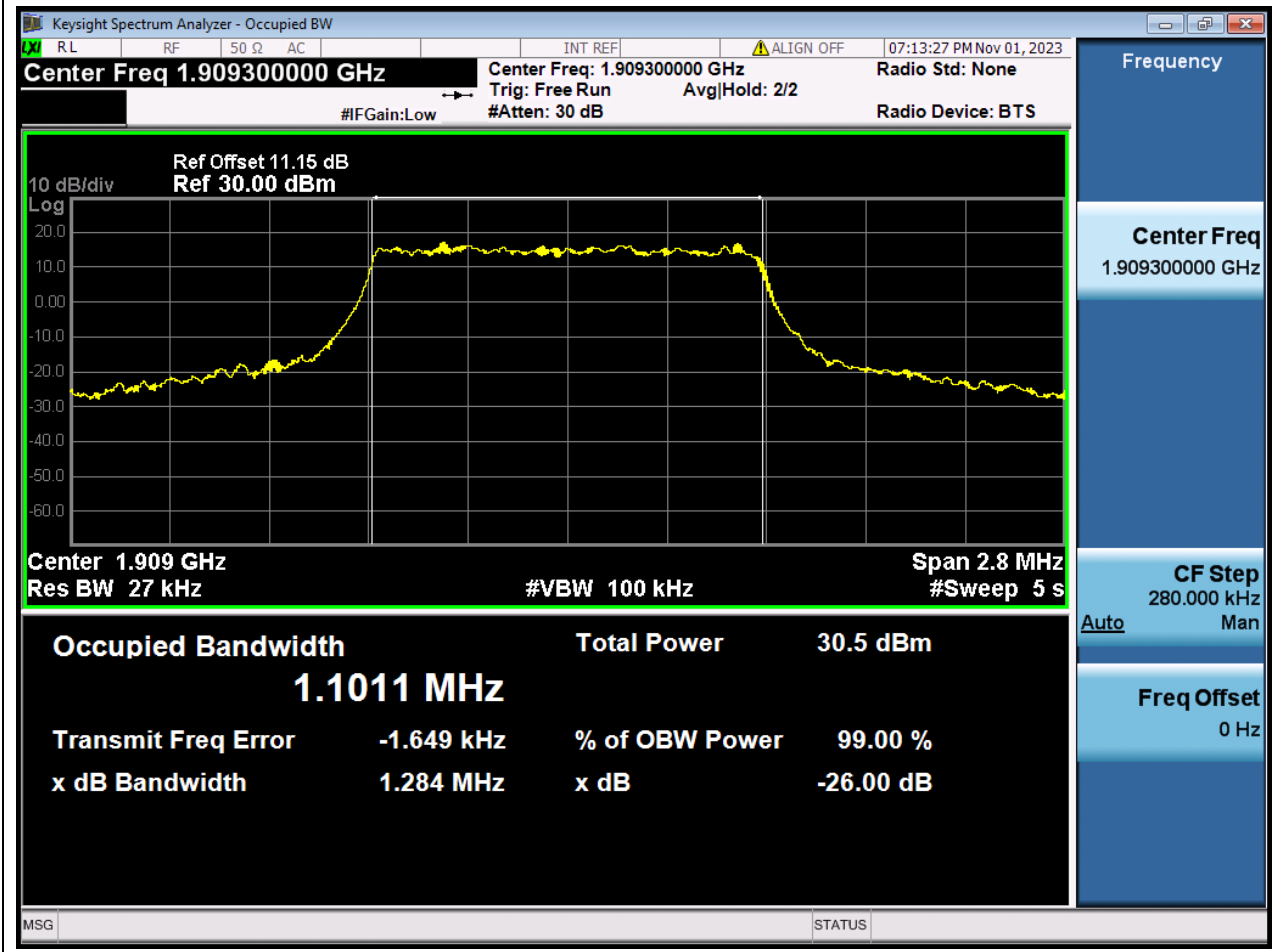 Keysight Spectrum Analyzer - Occupied BW
LXI RL RF 50 Ω AC INT REF ALIGN OFF 07:13:27 PM Nov 01, 2023
Center Freq 1.909300000 GHz
Center Freq: 1.909300000 GHz Radio Std: None
Trig: Free Run Avg|Hold: 2/2
#IFGain:Low #Atten: 30 dB Radio Device: BTS
Ref Offset 11.15 dB
10 dB/div Ref 30.00 dBm
Log
20.0
10.0
0.00
-10.0
-20.0
-30.0
-40.0
-50.0
-60.0
Center 1.909 GHz Span 2.8 MHz
Res BW 27 kHz #VBW 100 kHz #Sweep 5 s
Occupied Bandwidth Total Power 30.5 dBm
1.1011 MHz
Transmit Freq Error -1.649 kHz % of OBW Power 99.00 %
x dB Bandwidth 1.284 MHz x dB -26.00 dB
Frequency
Center Freq
1.909300000 GHz
CF Step
280.000 kHz
Auto Man
Freq Offset
0 Hz
MSG STATUS